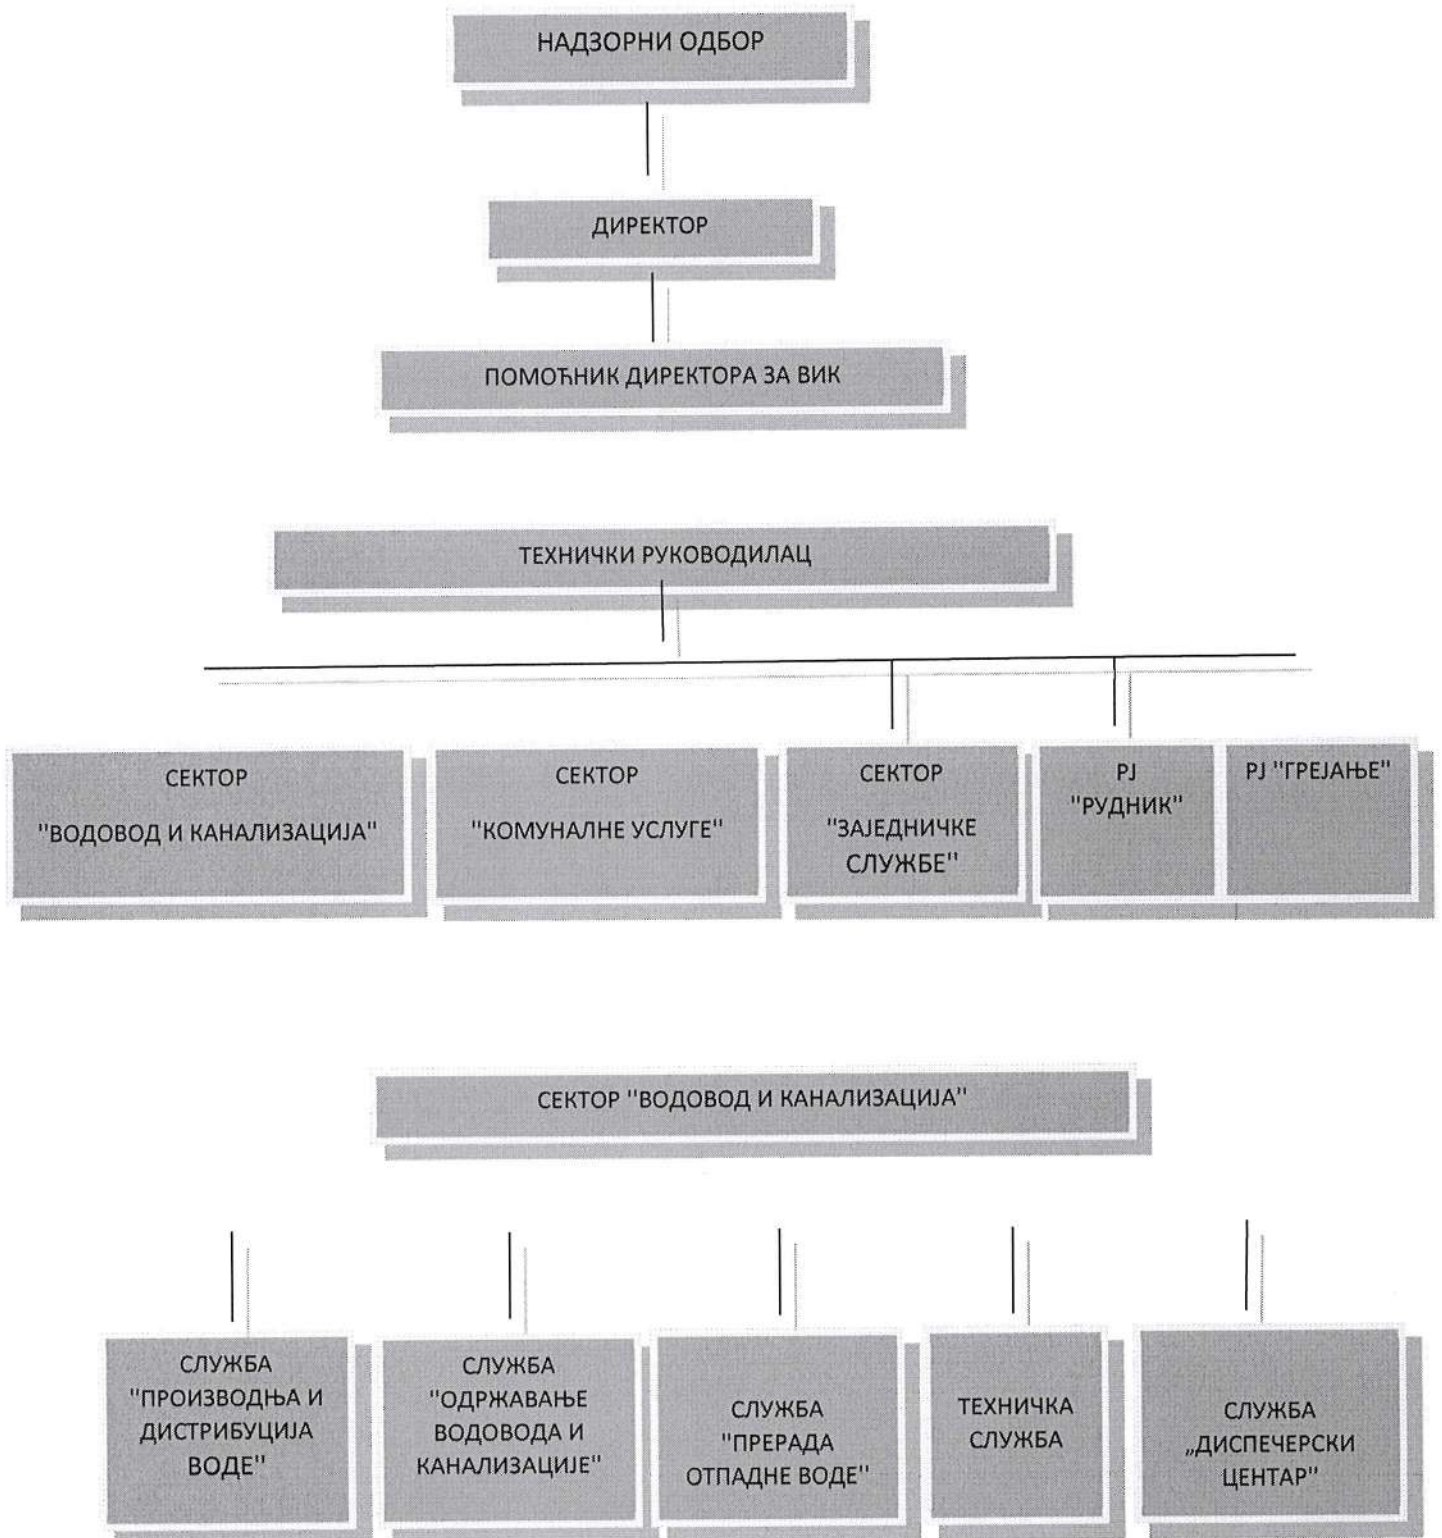 НАДЗОРНИ ОДБОР
ДИРЕКТОР
ПОМОЋНИК ДИРЕКТОРА ЗА ВИК
ТЕХНИЧКИ РУКОВОДИЛАЦ
СЕКТОР
"ВОДОВОД И КАНАЛИЗАЦИЈА"
СЕКТОР
"КОМУНАЛНЕ УСЛУГЕ"
СЕКТОР
"ЗАЈЕДНИЧКЕ
СЛУЖБЕ"
РЈ
"РУДНИК"
РЈ "ГРЕЈАЊЕ"
СЕКТОР "ВОДОВОД И КАНАЛИЗАЦИЈА"
СЛУЖБА
"ПРОИЗВОДЊА И
ДИСТРИБУЦИЈА
ВОДЕ"
СЛУЖБА
"ОДРЖАВАЊЕ
ВОДОВОДА И
КАНАЛИЗАЦИЈЕ"
СЛУЖБА
"ПРЕРАДА
ОТПАДНЕ ВОДЕ"
ТЕХНИЧКА
СЛУЖБА
СЛУЖБА
„ДИСПЕЧЕРСКИ
ЦЕНТАР"